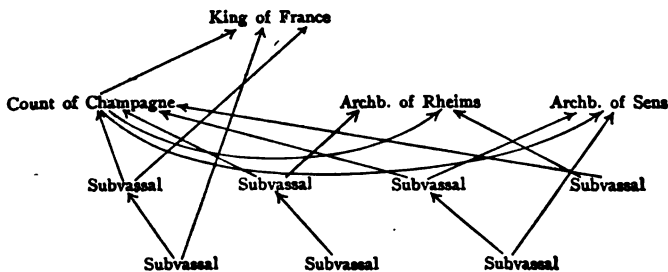 King of France
Count of Champagne Archb. of Rheims Archb. of Sens
Subvassal Subvassal Subvassal Subvassal
Subvassal Subvassal Subvassal